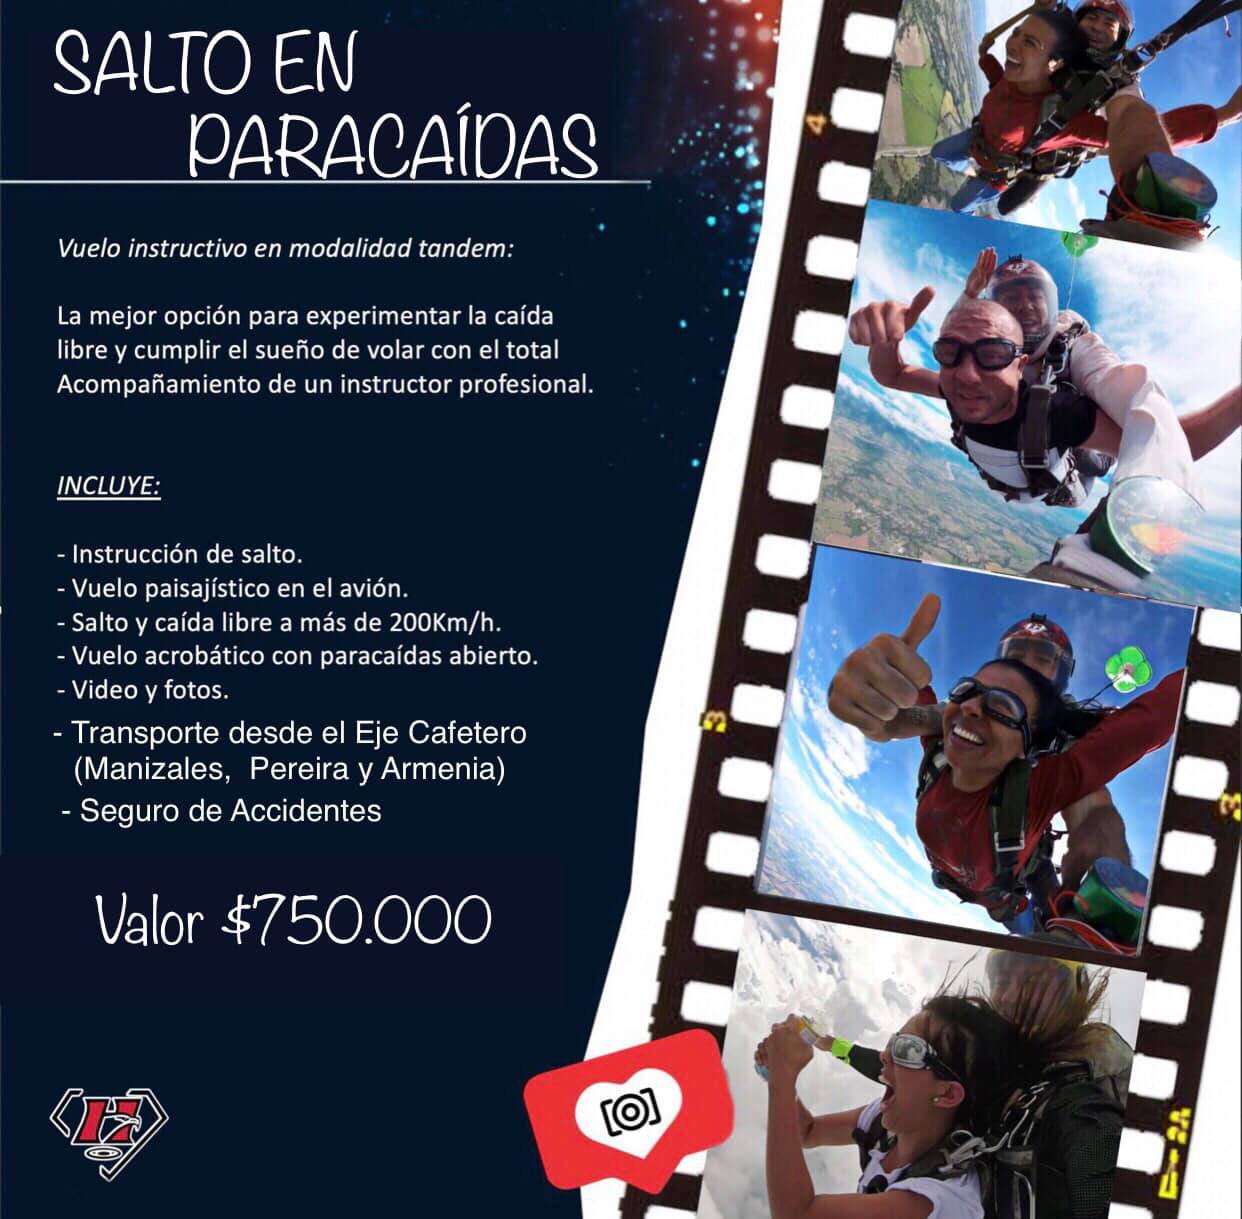 SALTO EN
PARACAÍDAS
Vuelo instructivo en modalidad tandem:
La mejor opción para experimentar la caída
libre y cumplir el sueño de volar con el total
Acompañamiento de un instructor profesional.
INCLUYE:
- Instrucción de salto.
- Vuelo paisajístico en el avión.
- Salto y caída libre a más de 200Km/h.
- Vuelo acrobático con paracaídas abierto.
- Video y fotos.
- Transporte desde el Eje Cafetero
(Manizales, Pereira y Armenia)
- Seguro de Accidentes
Valor $750.000
H
4
3
3